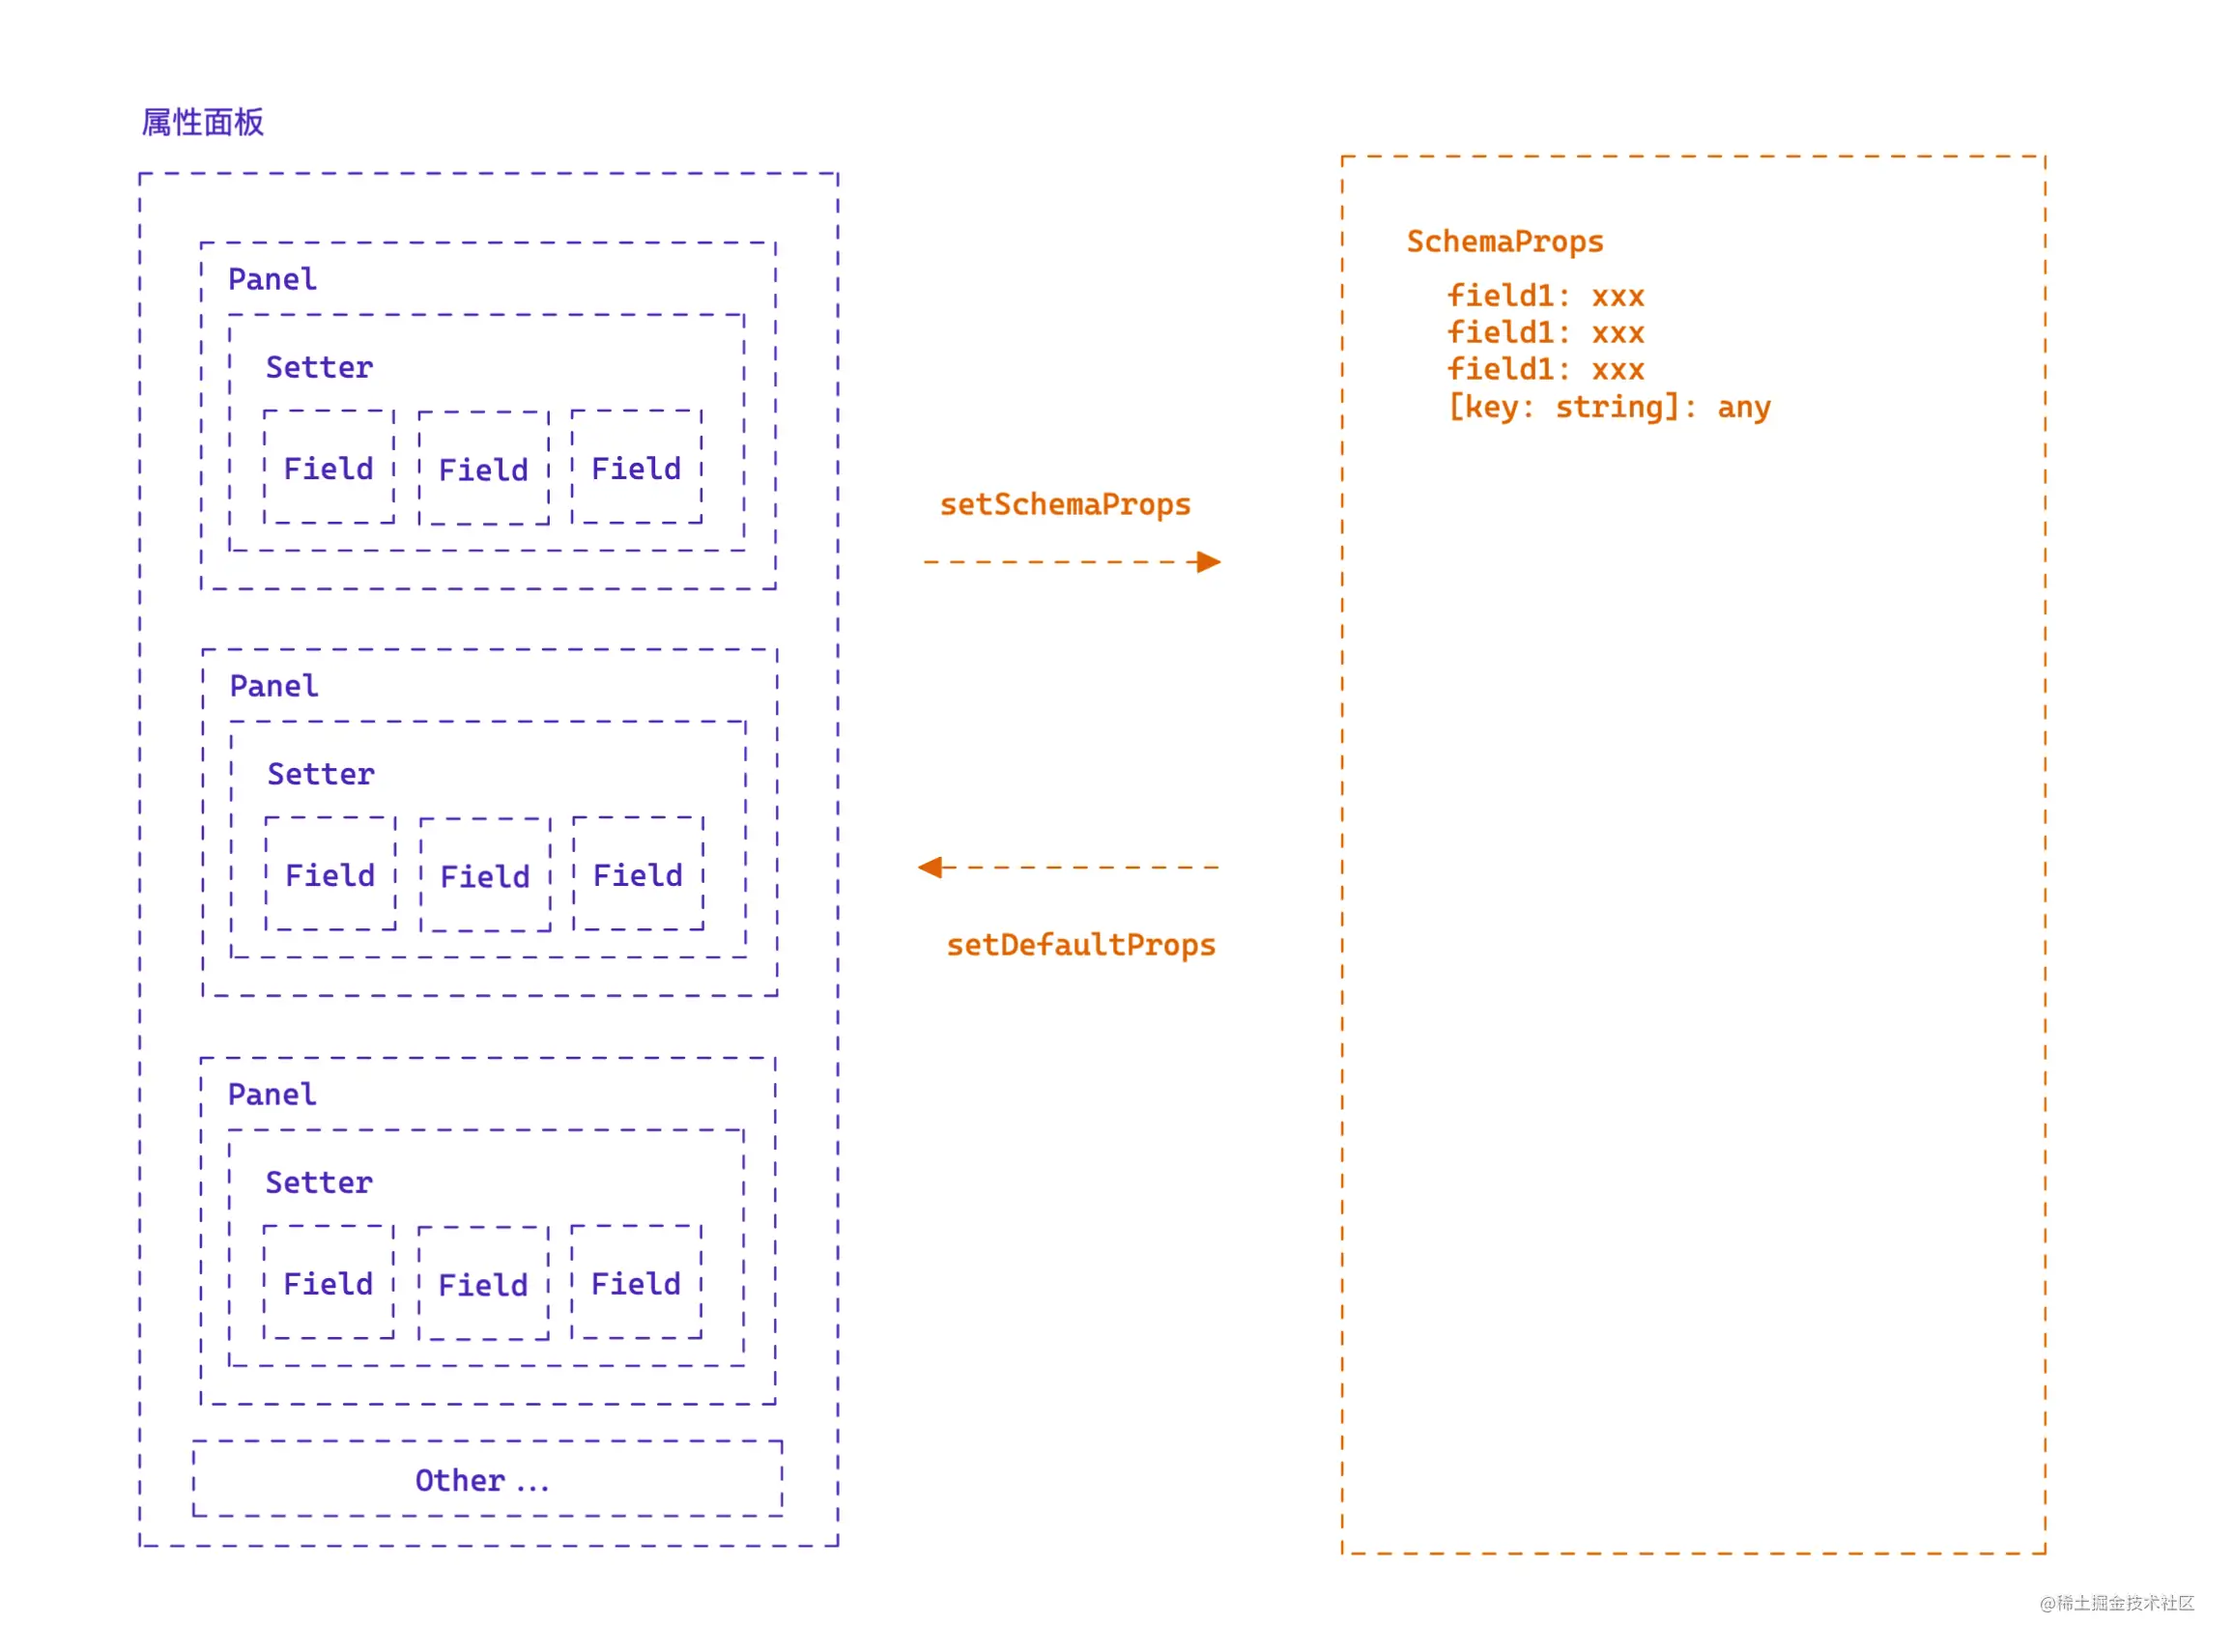 属性面板
Panel
Setter
Field Field Field
Panel
Setter
Field Field Field
Panel
Setter
Field Field Field
Other ...
setSchemaProps
setDefaultProps
SchemaProps
field1: xxx
field1: xxx
field1: xxx
[key: string]: any
@稀土掘金技术社区